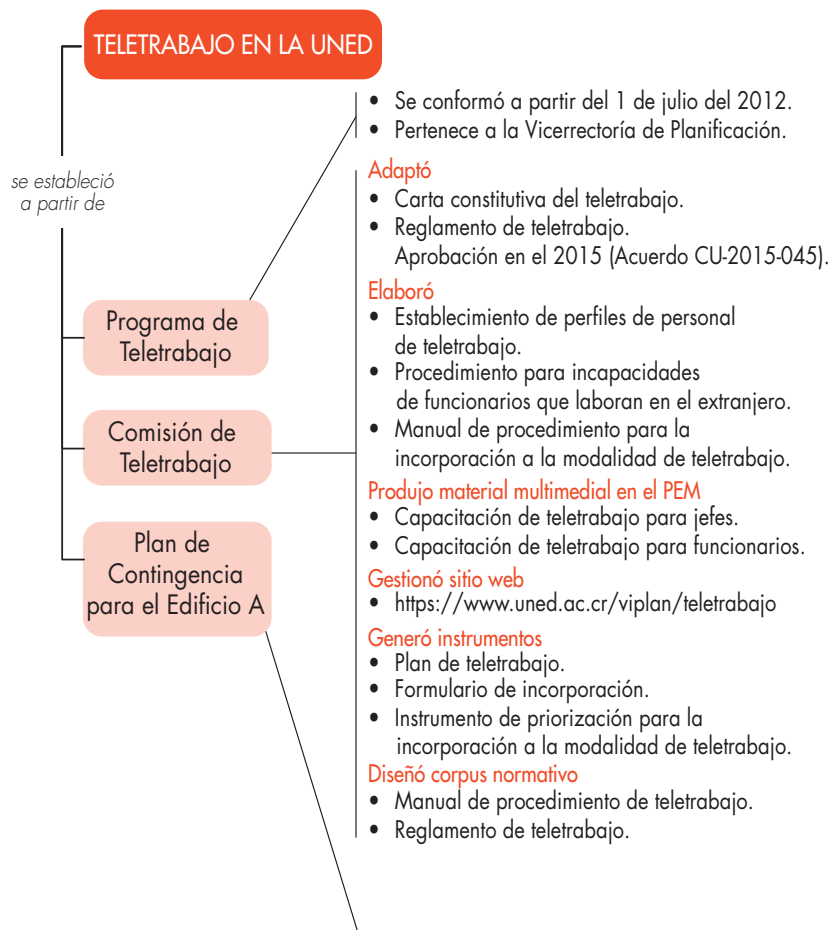 TELETRABAJO EN LA UNED
se estableció
a partir de
Programa de
Teletrabajo
• Se conformó a partir del 1 de julio del 2012.
• Pertenece a la Vicerrectoría de Planificación.
Comisión de
Teletrabajo
Adaptó
• Carta constitutiva del teletrabajo.
• Reglamento de teletrabajo.
Aprobación en el 2015 (Acuerdo CU-2015-045).
Elaboró
• Establecimiento de perfiles de personal
de teletrabajo.
• Procedimiento para incapacidades
de funcionarios que laboran en el extranjero.
• Manual de procedimiento para la
incorporación a la modalidad de teletrabajo.
Produjo material multimedial en el PEM
• Capacitación de teletrabajo para jefes.
• Capacitación de teletrabajo para funcionarios.
Gestionó sitio web
• https://www.uned.ac.cr/viplan/teletrabajo
Generó instrumentos
• Plan de teletrabajo.
• Formulario de incorporación.
• Instrumento de priorización para la
incorporación a la modalidad de teletrabajo.
Diseñó corpus normativo
• Manual de procedimiento de teletrabajo.
• Reglamento de teletrabajo.
Plan de
Contingencia
para el Edificio A